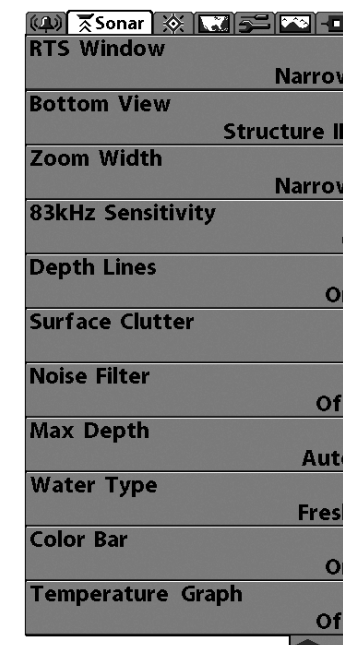 Sonar
RTS Window
Bottom View
Structure
Zoom Width
83kHz Sensitivity
Depth Lines
Surface Clutter
Noise Filter
Max Depth
Water Type
Color Bar
Temperature Graph